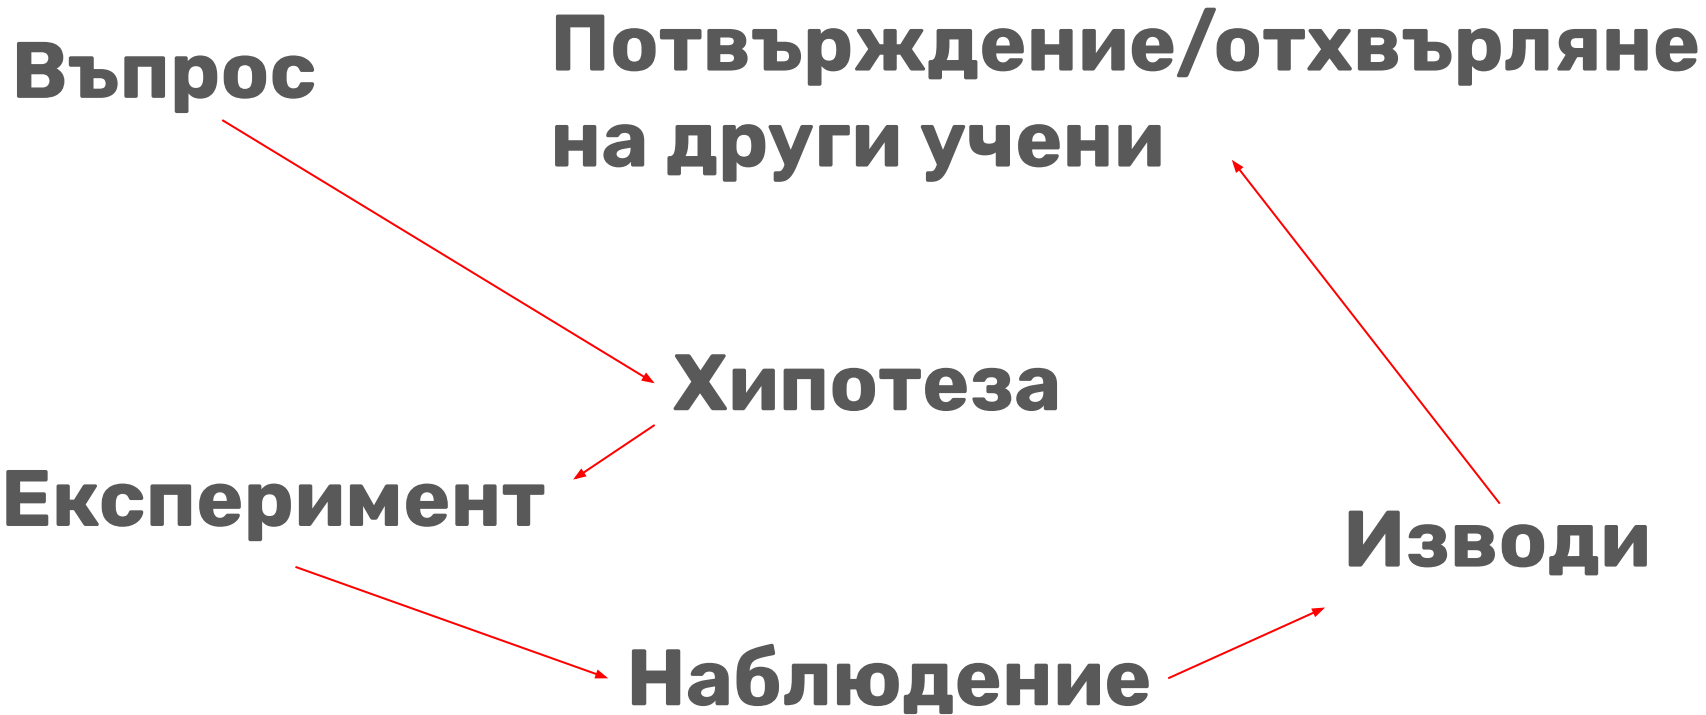 Въпрос
Потвърждение/отхвърляне
на други учени
Хипотеза
Експеримент
Изводи
Наблюдение